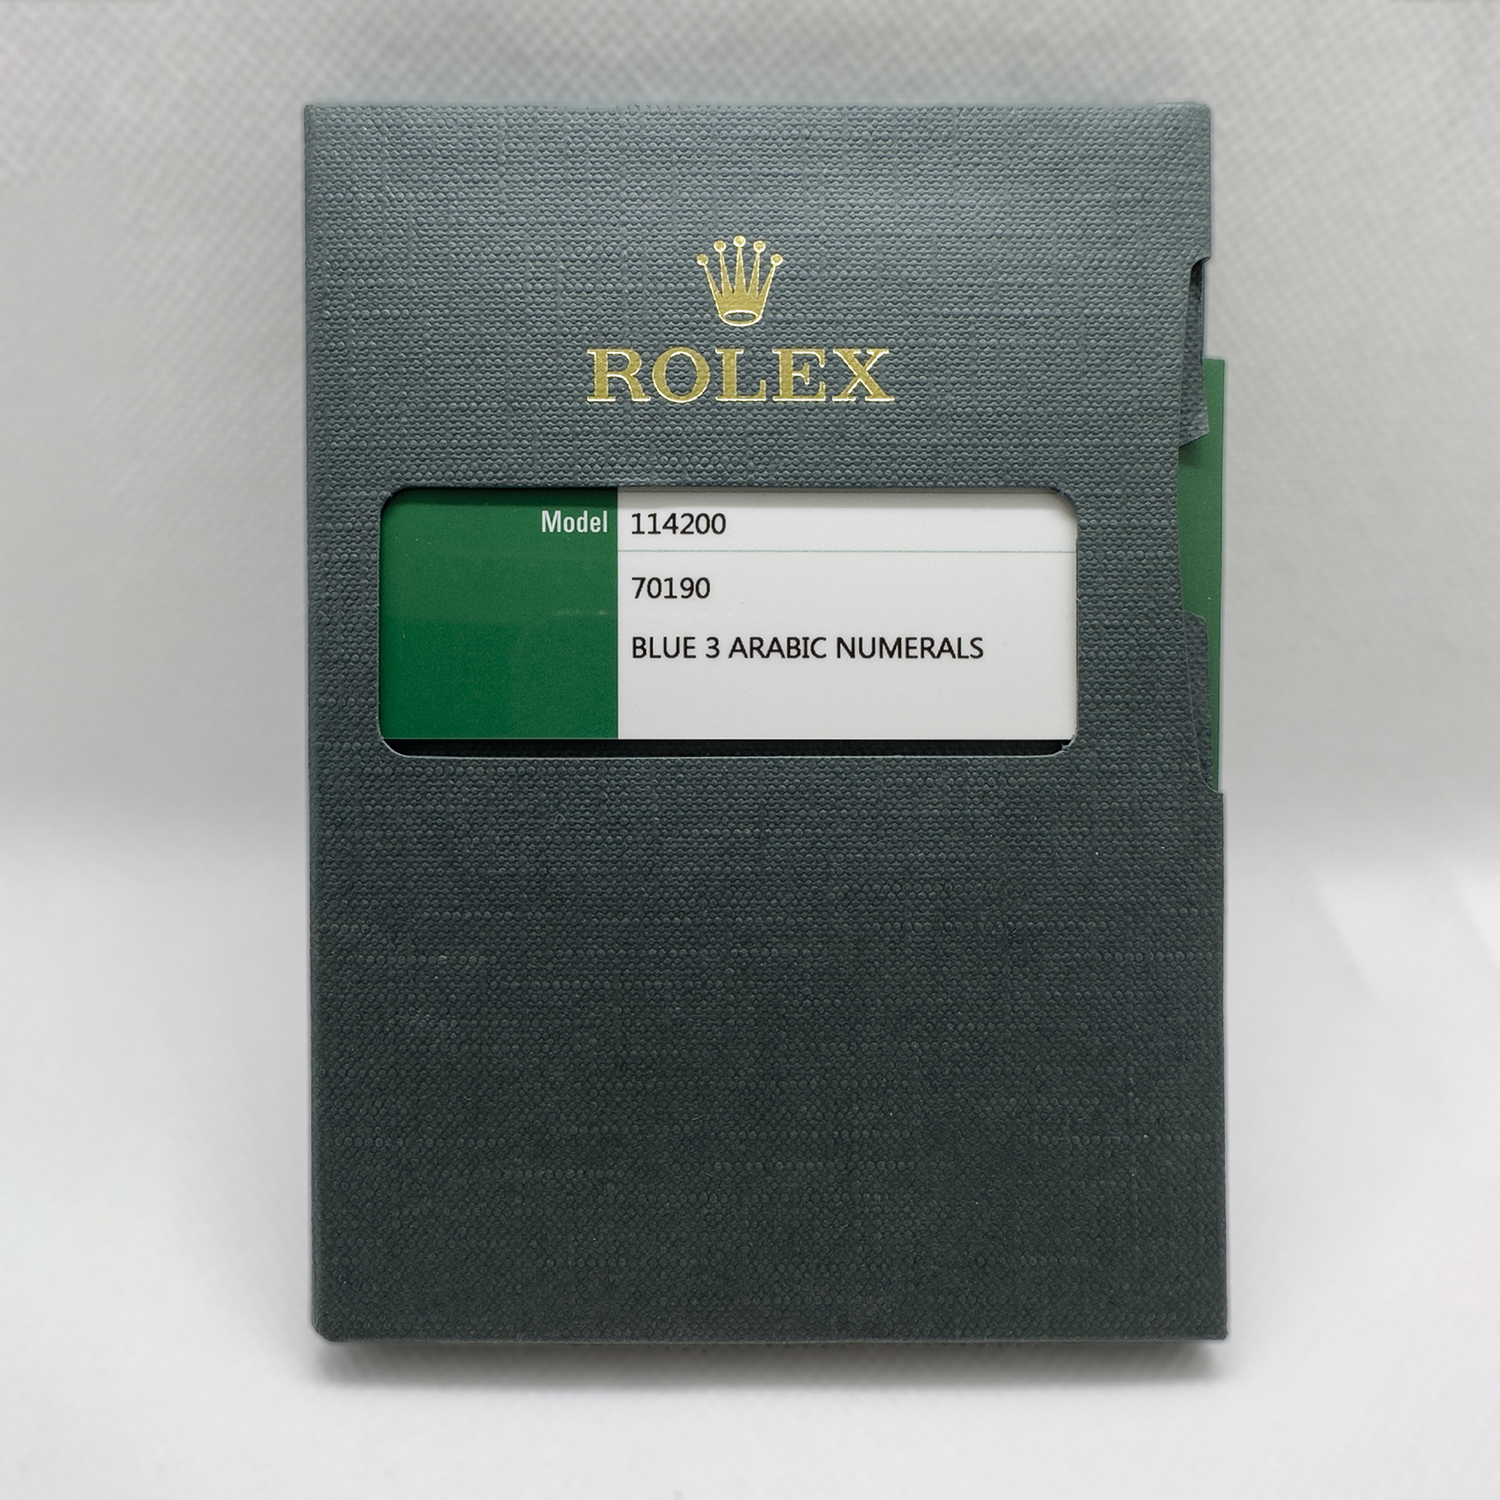 ROLEX
Model 114200
70190
BLUE 3 ARABIC NUMERALS